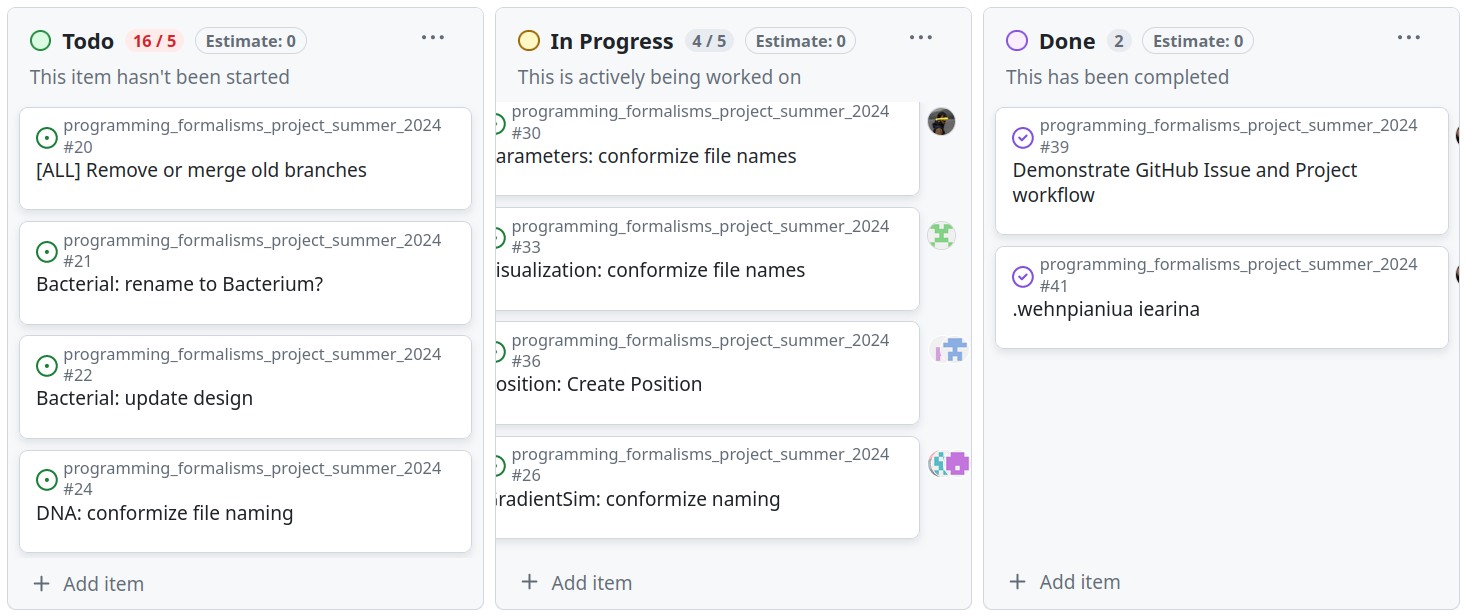 Todo 16 / 5 Estimate: 0
This item hasn't been started
programming_formalisms_project_summer_2024
#20
[ALL] Remove or merge old branches
programming_formalisms_project_summer_2024
#21
Bacterial: rename to Bacterium?
programming_formalisms_project_summer_2024
#22
Bacterial: update design
programming_formalisms_project_summer_2024
#24
DNA: conformize file naming
Add item
In Progress 4 / 5 Estimate: 0
This is actively being worked on
programming_formalisms_project_summer_2024
#30
arameters: conformize file names
programming_formalisms_project_summer_2024
#33
isualization: conformize file names
programming_formalisms_project_summer_2024
#36
osition: Create Position
programming_formalisms_project_summer_2024
#26
radientSim: conformize naming
Add item
Done 2 Estimate: 0
This has been completed
programming_formalisms_project_summer_2024
#39
Demonstrate GitHub Issue and Project
workflow
programming_formalisms_project_summer_2024
#41
.wehnpianiua iearina
Add item